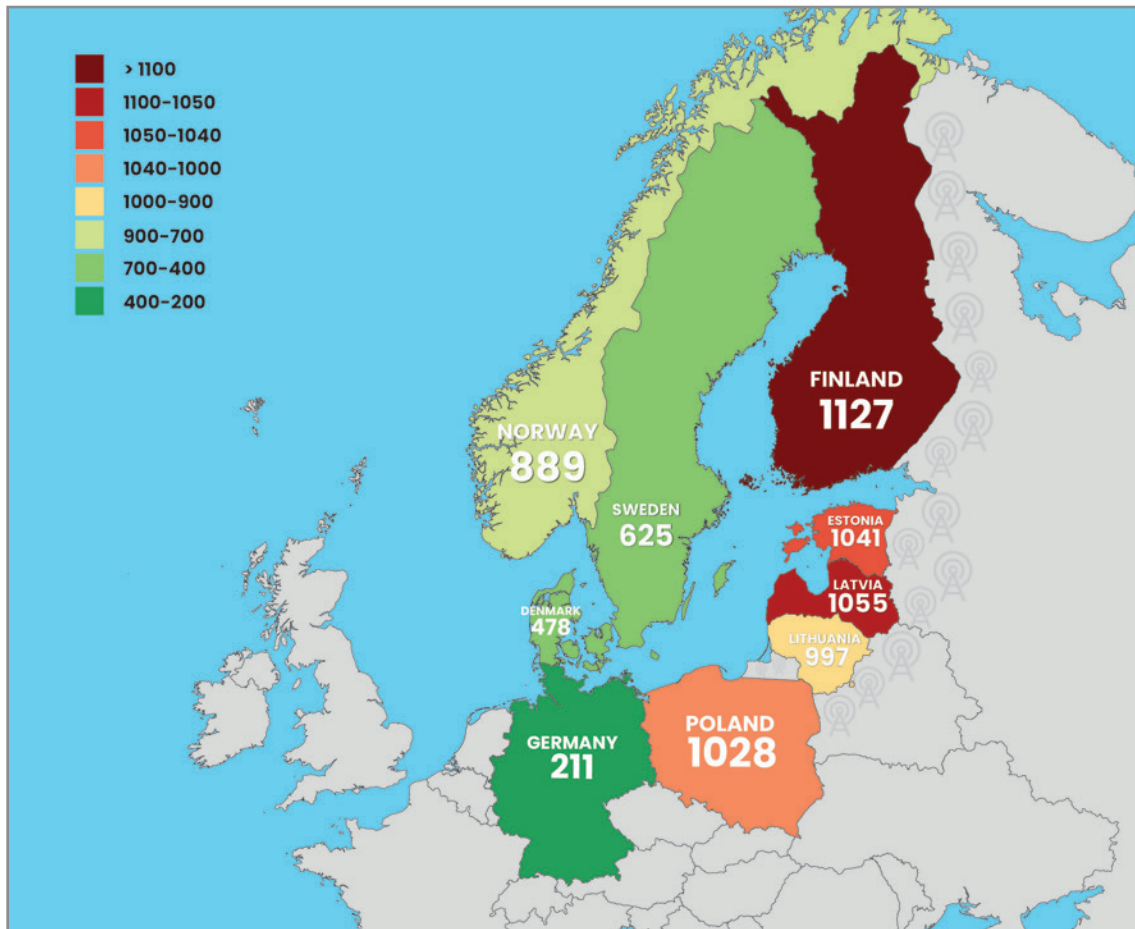 > 1100
1100-1050
1050-1040
1040-1000
1000-900
900-700
700-400
400-200
FINLAND
1127
NORWAY
889
SWEDEN
625
ESTONIA
1041
LATVIA
1055
DENMARK
478
LITHUANIA
997
POLAND
1028
GERMANY
211